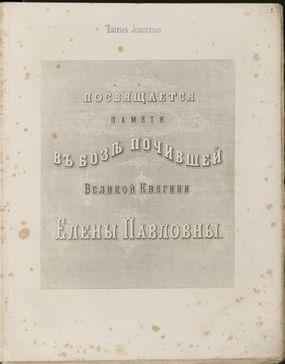 Edition Jurgenson
ПОСВЯЩАЕТСЯ
ПАМЯТИ
ВЪ БОЗѢ ПОЧИВШЕЙ
ВЕЛИКОЙ КНЯГИНИ
ЕЛЕНЫ ПАВЛОВНЫ.